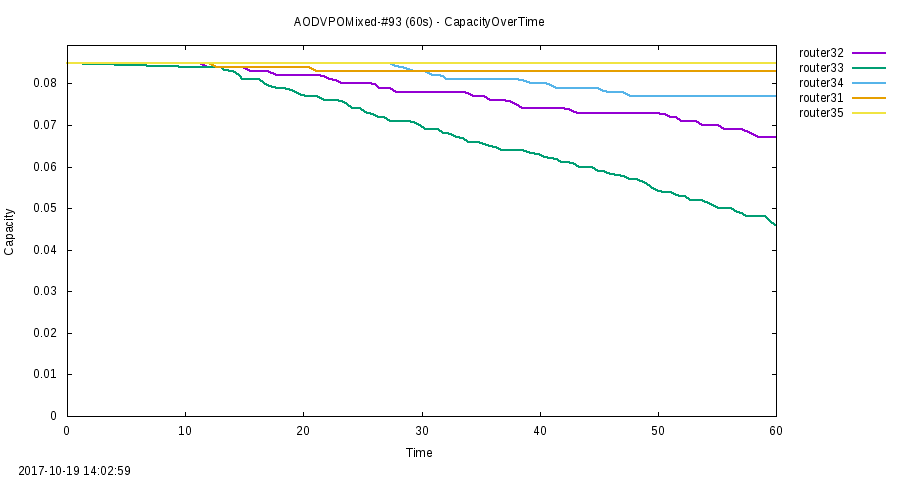 AODVPOMixed-#93 (60s) - CapacityOverTime
router32
router33
router34
router31
router35
0.08
0.07
0.06
0.05
0.04
0.03
0.02
0.01
0
Capacity
0 10 20 30 40 50 60
Time
2017-10-19 14:02:59